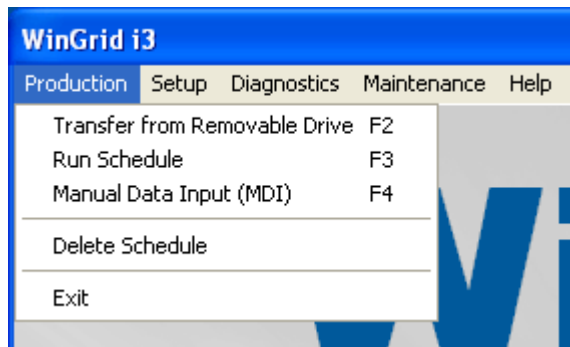 WinGrid i3
Production Setup Diagnostics Maintenance Help
Transfer from Removable Drive F2
Run Schedule F3
Manual Data Input (MDI) F4
Delete Schedule
Exit
Wi